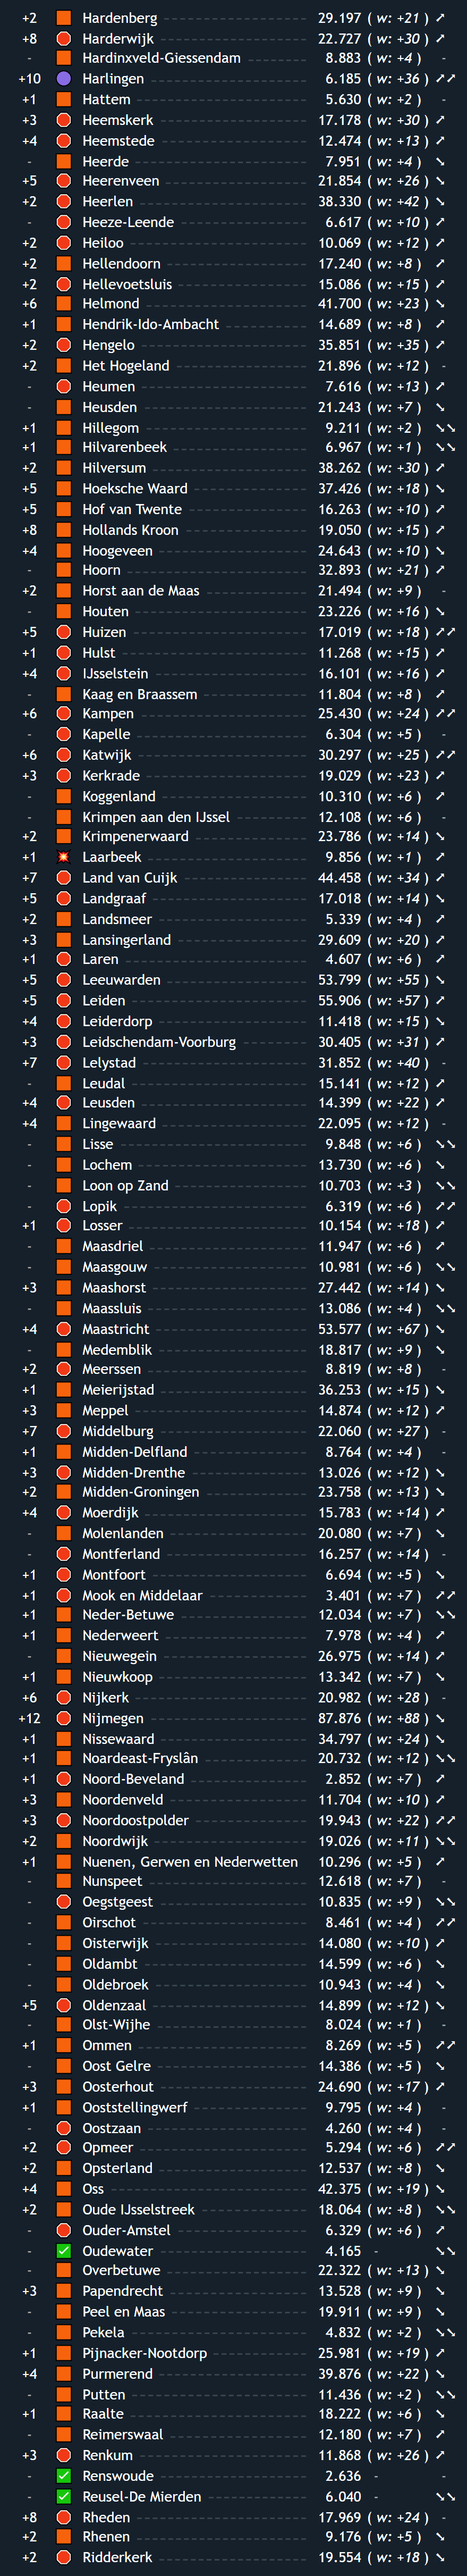 +2 Hardenberg 29.197 ( w: +21 ) ➚
+8 Harderwijk 22.727 ( w: +30 ) ➚
- Hardinxveld-Giessendam 8.883 ( w: +4 ) -
+10 Harlingen 6.185 ( w: +36 ) ➚➚
+1 Hattem 5.630 ( w: +2 ) -
+3 Heemskerk 17.178 ( w: +30 ) ➚
+4 Heemstede 12.474 ( w: +13 ) ➚
- Heerde 7.951 ( w: +4 ) ➘
+5 Heerenveen 21.854 ( w: +26 ) ➘
+2 Heerlen 38.330 ( w: +42 ) ➘
- Heeze-Leende 6.617 ( w: +10 ) ➚
+2 Heiloo 10.069 ( w: +12 ) ➚
+2 Hellendoorn 17.240 ( w: +8 ) ➚
+2 Hellevoetsluis 15.086 ( w: +15 ) ➚
+6 Helmond 41.700 ( w: +23 ) ➘
+1 Hendrik-Ido-Ambacht 14.689 ( w: +8 ) ➚
+2 Hengelo 35.851 ( w: +35 ) ➚
+2 Het Hogeland 21.896 ( w: +12 ) -
- Heumen 7.616 ( w: +13 ) ➚
- Heusden 21.243 ( w: +7 ) ➘
+1 Hillegom 9.211 ( w: +2 ) ➘➘
+1 Hilvarenbeek 6.967 ( w: +1 ) ➘➘
+2 Hilversum 38.262 ( w: +30 ) ➚
+5 Hoeksche Waard 37.426 ( w: +18 ) ➘
+5 Hof van Twente 16.263 ( w: +10 ) ➚
+8 Hollands Kroon 19.050 ( w: +15 ) ➚
+4 Hoogeveen 24.643 ( w: +10 ) ➘
- Hoorn 32.893 ( w: +21 ) ➚
+2 Horst aan de Maas 21.494 ( w: +9 ) -
- Houten 23.226 ( w: +16 ) ➘
+5 Huizen 17.019 ( w: +18 ) ➚➚
+1 Hulst 11.268 ( w: +15 ) ➚
+4 IJsselstein 16.101 ( w: +16 ) ➚
- Kaag en Braassem 11.804 ( w: +8 ) ➚
+6 Kampen 25.430 ( w: +24 ) ➚➚
- Kapelle 6.304 ( w: +5 ) -
+6 Katwijk 30.297 ( w: +25 ) ➚➚
+3 Kerkrade 19.029 ( w: +23 ) ➚
- Koggenland 10.310 ( w: +6 ) ➚
- Krimpen aan den IJssel 12.108 ( w: +6 ) -
+2 Krimpenerwaard 23.786 ( w: +14 ) ➘
+1 Laarbeek 9.856 ( w: +1 ) ➚
+7 Land van Cuijk 44.458 ( w: +34 ) ➚
+5 Landgraaf 17.018 ( w: +14 ) ➘
+2 Landsmeer 5.339 ( w: +4 ) ➚
+3 Lansingerland 29.609 ( w: +20 ) ➚
+1 Laren 4.607 ( w: +6 ) ➚
+5 Leeuwarden 53.799 ( w: +55 ) ➘
+5 Leiden 55.906 ( w: +57 ) ➚
+4 Leiderdorp 11.418 ( w: +15 ) ➘
+3 Leidschendam-Voorburg 30.405 ( w: +31 ) ➚
+7 Lelystad 31.852 ( w: +40 ) -
- Leudal 15.141 ( w: +12 ) ➚
+4 Leusden 14.399 ( w: +22 ) ➚
+4 Lingewaard 22.095 ( w: +12 ) -
- Lisse 9.848 ( w: +6 ) ➘➘
- Lochem 13.730 ( w: +6 ) ➘
- Loon op Zand 10.703 ( w: +3 ) ➘➘
- Lopik 6.319 ( w: +6 ) ➚➚
+1 Losser 10.154 ( w: +18 ) ➚
- Maasdriel 11.947 ( w: +6 ) ➚
- Maasgouw 10.981 ( w: +6 ) ➘➘
+3 Maashorst 27.442 ( w: +14 ) ➘
- Maassluis 13.086 ( w: +4 ) ➘➘
+4 Maastricht 53.577 ( w: +67 ) ➘
- Medemblik 18.817 ( w: +9 ) ➘
+2 Meerssen 8.819 ( w: +8 ) -
+1 Meierijstad 36.253 ( w: +15 ) ➘
+3 Meppel 14.874 ( w: +12 ) ➚
+7 Middelburg 22.060 ( w: +27 ) -
+1 Midden-Delfland 8.764 ( w: +4 ) -
+3 Midden-Drenthe 13.026 ( w: +12 ) ➘
+2 Midden-Groningen 23.758 ( w: +13 ) ➘
+4 Moerdijk 15.783 ( w: +14 ) ➚
- Molenlanden 20.080 ( w: +7 ) ➘
- Montferland 16.257 ( w: +14 ) -
+1 Montfoort 6.694 ( w: +5 ) ➘
+1 Mook en Middelaar 3.401 ( w: +7 ) ➚➚
+1 Neder-Betuwe 12.034 ( w: +7 ) ➘➘
+1 Nederweert 7.978 ( w: +4 ) ➚
- Nieuwegein 26.975 ( w: +14 ) ➚
+1 Nieuwkoop 13.342 ( w: +7 ) ➘
+6 Nijkerk 20.982 ( w: +28 ) -
+12 Nijmegen 87.876 ( w: +88 ) ➘
+1 Nissewaard 34.797 ( w: +24 ) ➘
+1 Noardeast-Fryslân 20.732 ( w: +12 ) ➘➘
+1 Noord-Beveland 2.852 ( w: +7 ) ➚
+3 Noordenveld 11.704 ( w: +10 ) ➚
+3 Noordoostpolder 19.943 ( w: +22 ) ➚➚
+2 Noordwijk 19.026 ( w: +11 ) ➘➘
+1 Nuenen, Gerwen en Nederwetten 10.296 ( w: +5 ) ➚
- Nunspeet 12.618 ( w: +7 ) -
- Oegstgeest 10.835 ( w: +9 ) ➘➘
- Oirschot 8.461 ( w: +4 ) ➚➚
- Oisterwijk 14.080 ( w: +10 ) ➚
- Oldambt 14.599 ( w: +6 ) ➘
- Oldebroek 10.943 ( w: +4 ) ➘
+5 Oldenzaal 14.899 ( w: +12 ) ➘
- Olst-Wijhe 8.024 ( w: +1 ) -
+1 Ommen 8.269 ( w: +5 ) ➚➚
- Oost Gelre 14.386 ( w: +5 ) ➘
+3 Oosterhout 24.690 ( w: +17 ) ➚
+1 Ooststellingwerf 9.795 ( w: +4 ) -
- Oostzaan 4.260 ( w: +4 ) -
+2 Opmeer 5.294 ( w: +6 ) ➚➚
+2 Opsterland 12.537 ( w: +8 ) ➘
+4 Oss 42.375 ( w: +19 ) ➘
+2 Oude IJsselstreek 18.064 ( w: +8 ) ➘➘
- Ouder-Amstel 6.329 ( w: +6 ) ➚
- Oudewater 4.165 - ➘➘
- Overbetuwe 22.322 ( w: +13 ) ➘
+3 Papendrecht 13.528 ( w: +9 ) ➘
- Peel en Maas 19.911 ( w: +9 ) ➘
- Pekela 4.832 ( w: +2 ) ➘➘
+1 Pijnacker-Nootdorp 25.981 ( w: +19 ) ➚
+4 Purmerend 39.876 ( w: +22 ) ➘
- Putten 11.436 ( w: +2 ) ➘➘
+1 Raalte 18.222 ( w: +6 ) ➘
- Reimerswaal 12.180 ( w: +7 ) ➚
+3 Renkum 11.868 ( w: +26 ) ➚
- Renswoude 2.636 - -
- Reusel-De Mierden 6.040 - ➘➘
+8 Rheden 17.969 ( w: +24 ) -
+2 Rhenen 9.176 ( w: +5 ) ➘
+2 Ridderkerk 19.554 ( w: +18 ) ➘